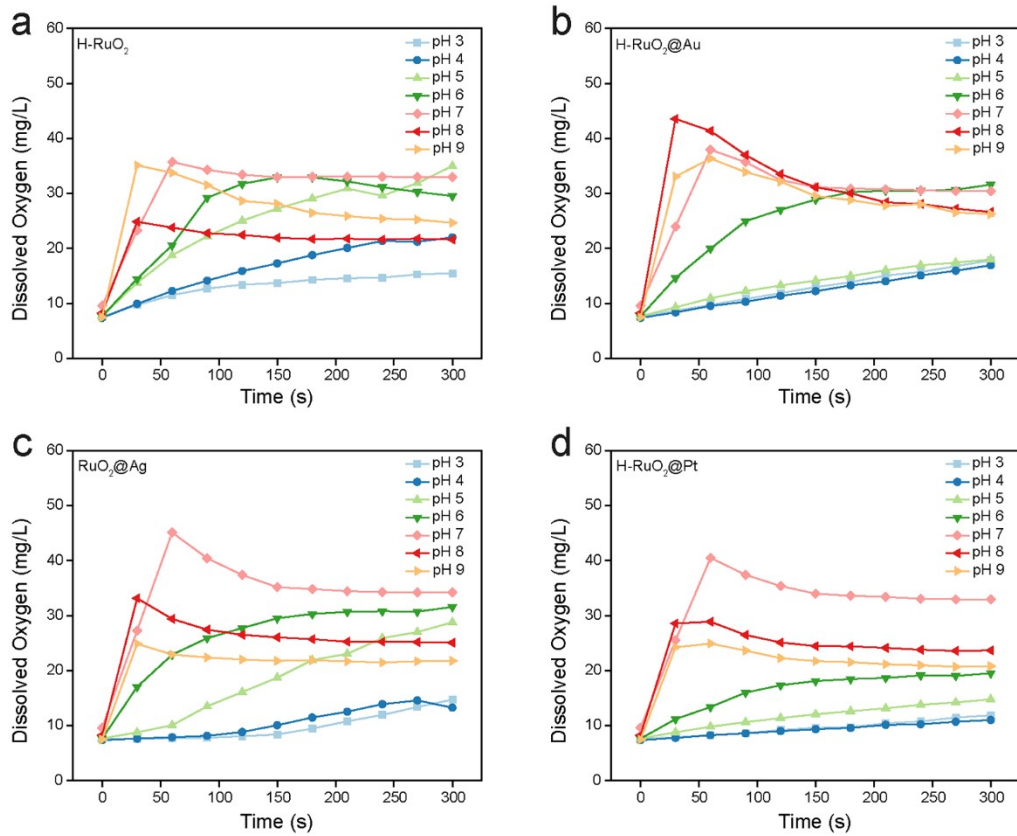 a
H-RuO₂
Dissolved Oxygen (mg/L)
60
50
40
30
20
10
0
pH 3
pH 4
pH 5
pH 6
pH 7
pH 8
pH 9
0 50 100 150 200 250 300
Time (s)
b
H-RuO₂@Au
Dissolved Oxygen (mg/L)
60
50
40
30
20
10
0
pH 3
pH 4
pH 5
pH 6
pH 7
pH 8
pH 9
0 50 100 150 200 250 300
Time (s)
c
RuO₂@Ag
Dissolved Oxygen (mg/L)
60
50
40
30
20
10
0
pH 3
pH 4
pH 5
pH 6
pH 7
pH 8
pH 9
0 50 100 150 200 250 300
Time (s)
d
H-RuO₂@Pt
Dissolved Oxygen (mg/L)
60
50
40
30
20
10
0
pH 3
pH 4
pH 5
pH 6
pH 7
pH 8
pH 9
0 50 100 150 200 250 300
Time (s)